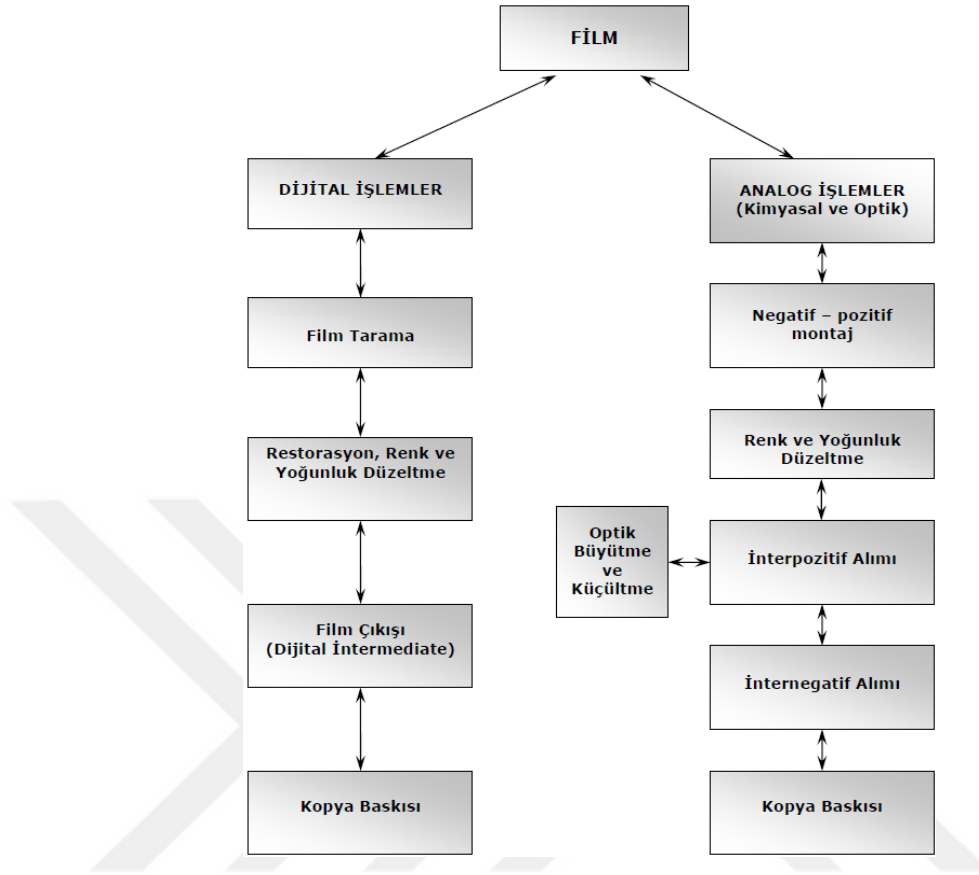 FİLM
DİJİTAL İŞLEMLER
Film Tarama
Restorasyon, Renk ve
Yoğunluk Düzeltme
Film Çıkışı
(Dijital İntermediate)
Kopya Baskısı
ANALOG İŞLEMLER
(Kimyasal ve Optik)
Negatif – pozitif
montaj
Renk ve Yoğunluk
Düzeltme
Optik
Büyütme
ve
Küçültme
İnterpozitif Alımı
İnternegatif Alımı
Kopya Baskısı